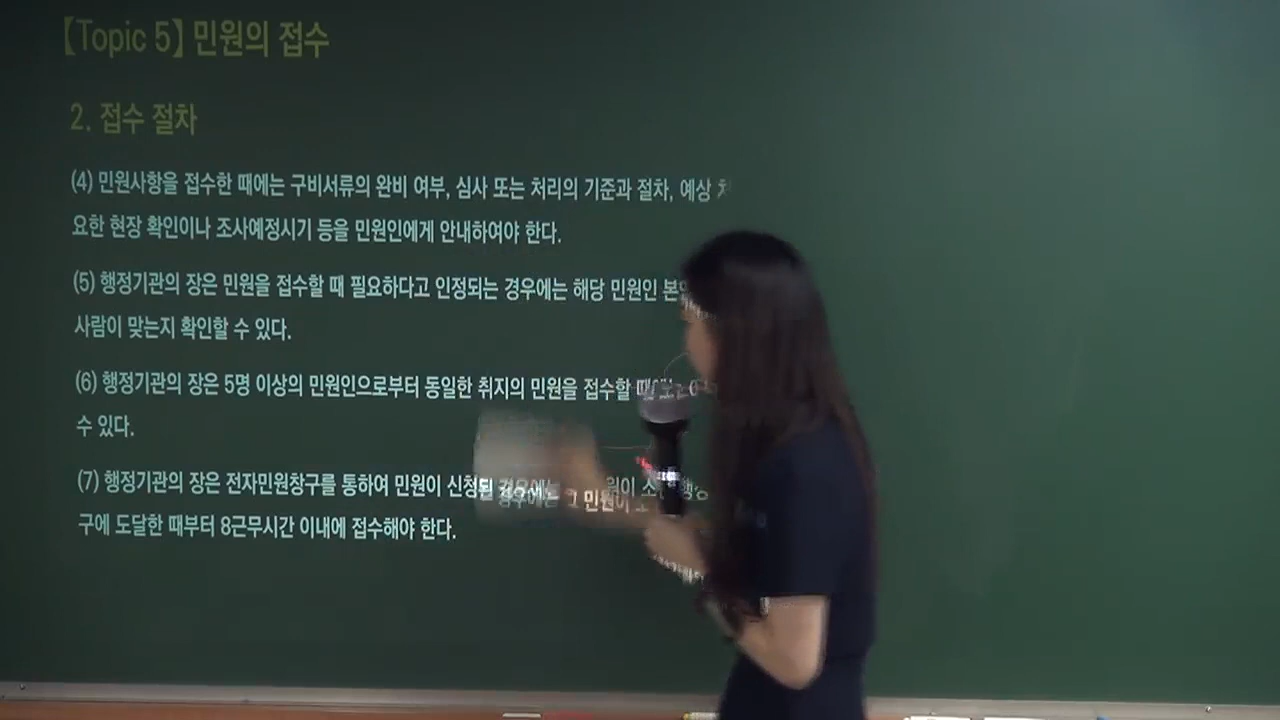 【Topic 5】 민원의 접수
2. 접수 절차
(4) 민원사항을 접수한 때에는 구비서류의 완비 여부, 심사 또는 처리의 기준과 절차, 예상
요한 현장 확인이나 조사예정시기 등을 민원인에게 안내하여야 한다.
(5) 행정기관의 장은 민원을 접수할 때 필요하다고 인정되는 경우에는 해당 민원인
사람이 맞는지 확인할 수 있다.
(6) 행정기관의 장은 5명 이상의 민원인으로부터 동일한 취지의 민원을 접수할
수 있다.
(7) 행정기관의 장은 전자민원창구를 통하여 민원이 신청된 경우에는
구에 도달한 때부터 8근무시간 이내에 접수해야 한다.